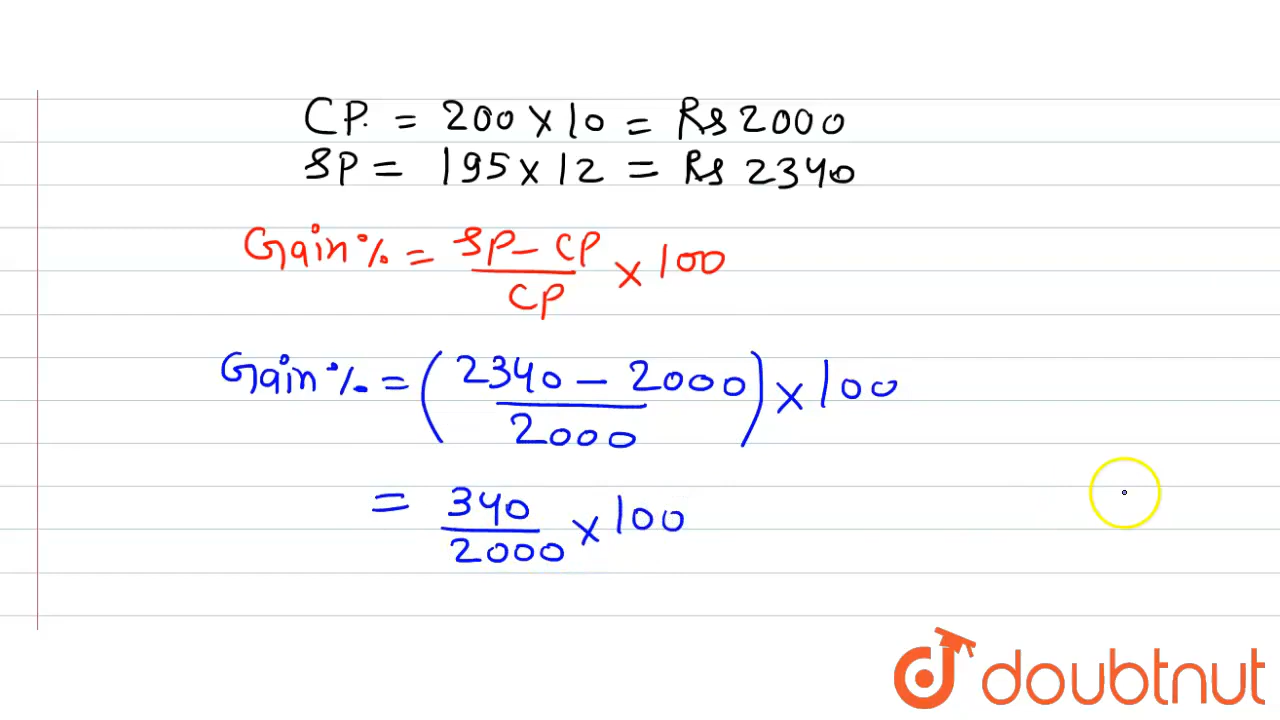 CP. = 200 × 10 = Rs 2000
SP = 195 × 12 = Rs 2340
Gain % = SP - CP / CP × 100
Gain % = (2340 - 2000 / 2000) × 100
= 340 / 2000 × 100
doubtnut